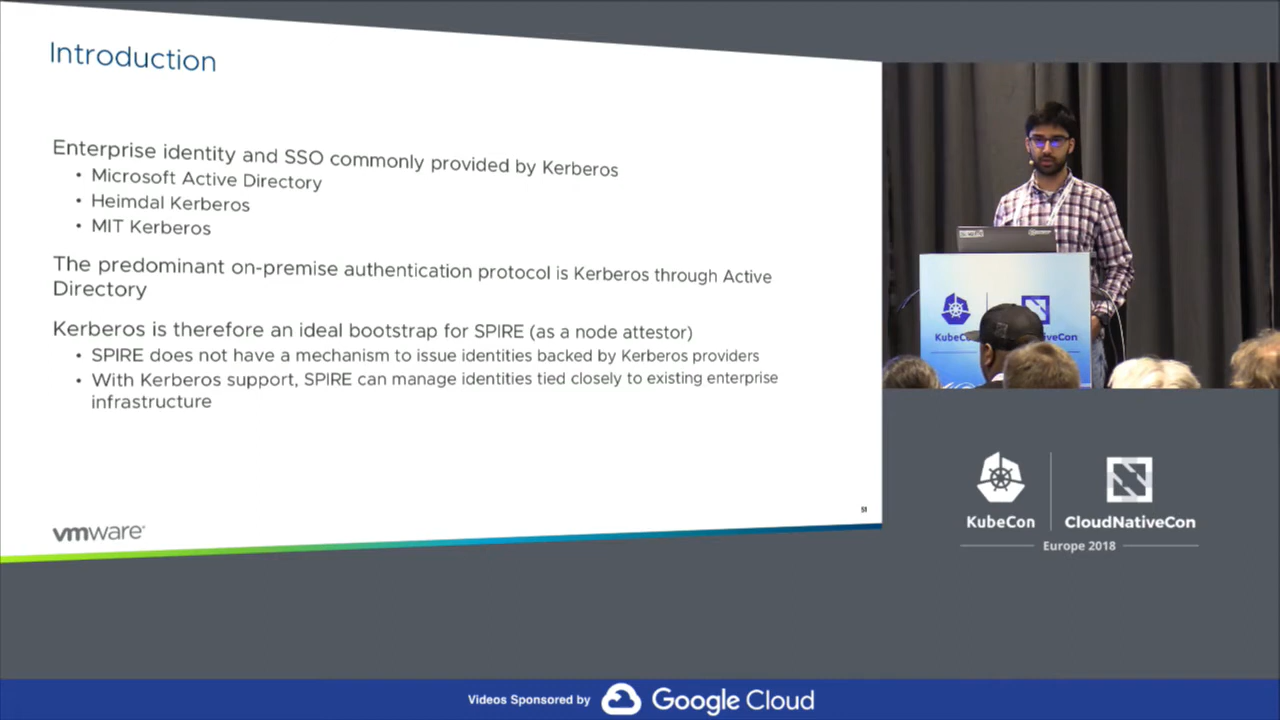 Introduction
Enterprise identity and SSO commonly provided by Kerberos
• Microsoft Active Directory
• Heimdal Kerberos
• MIT Kerberos
The predominant on-premise authentication protocol is Kerberos through Active
Directory
Kerberos is therefore an ideal bootstrap for SPIRE (as a node attestor)
• SPIRE does not have a mechanism to issue identities backed by Kerberos providers
• With Kerberos support, SPIRE can manage identities tied closely to existing enterprise
infrastructure
51
vmware
KubeCon
CloudNativeCon
Europe 2018
Videos Sponsored by Google Cloud